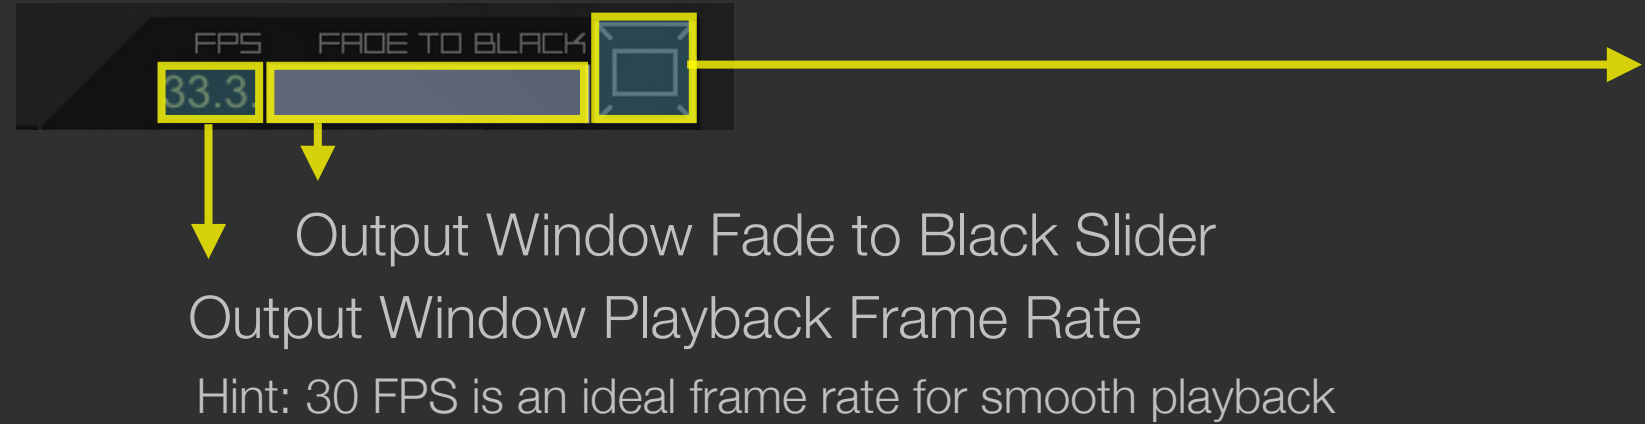 FPS FADE TO BLACK
33.3.
Output Window Fade to Black Slider
Output Window Playback Frame Rate
Hint: 30 FPS is an ideal frame rate for smooth playback